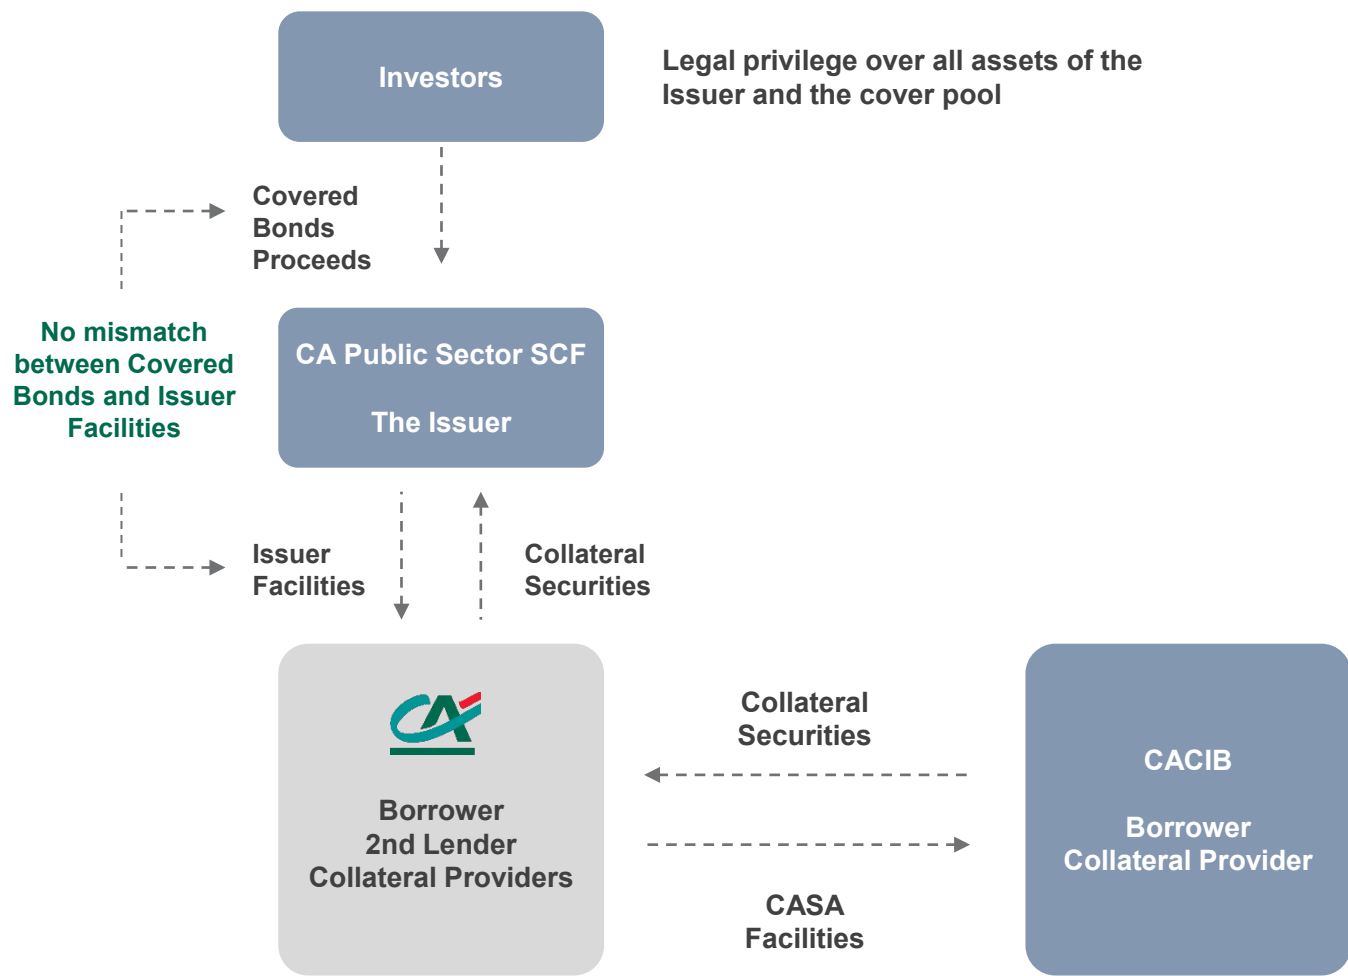 Investors
Legal privilege over all assets of the
Issuer and the cover pool
Covered
Bonds
Proceeds
No mismatch
between Covered
Bonds and Issuer
Facilities
CA Public Sector SCF
The Issuer
Issuer
Facilities
Collateral
Securities
CA
Borrower
2nd Lender
Collateral Providers
Collateral
Securities
CASA
Facilities
CACIB
Borrower
Collateral Provider